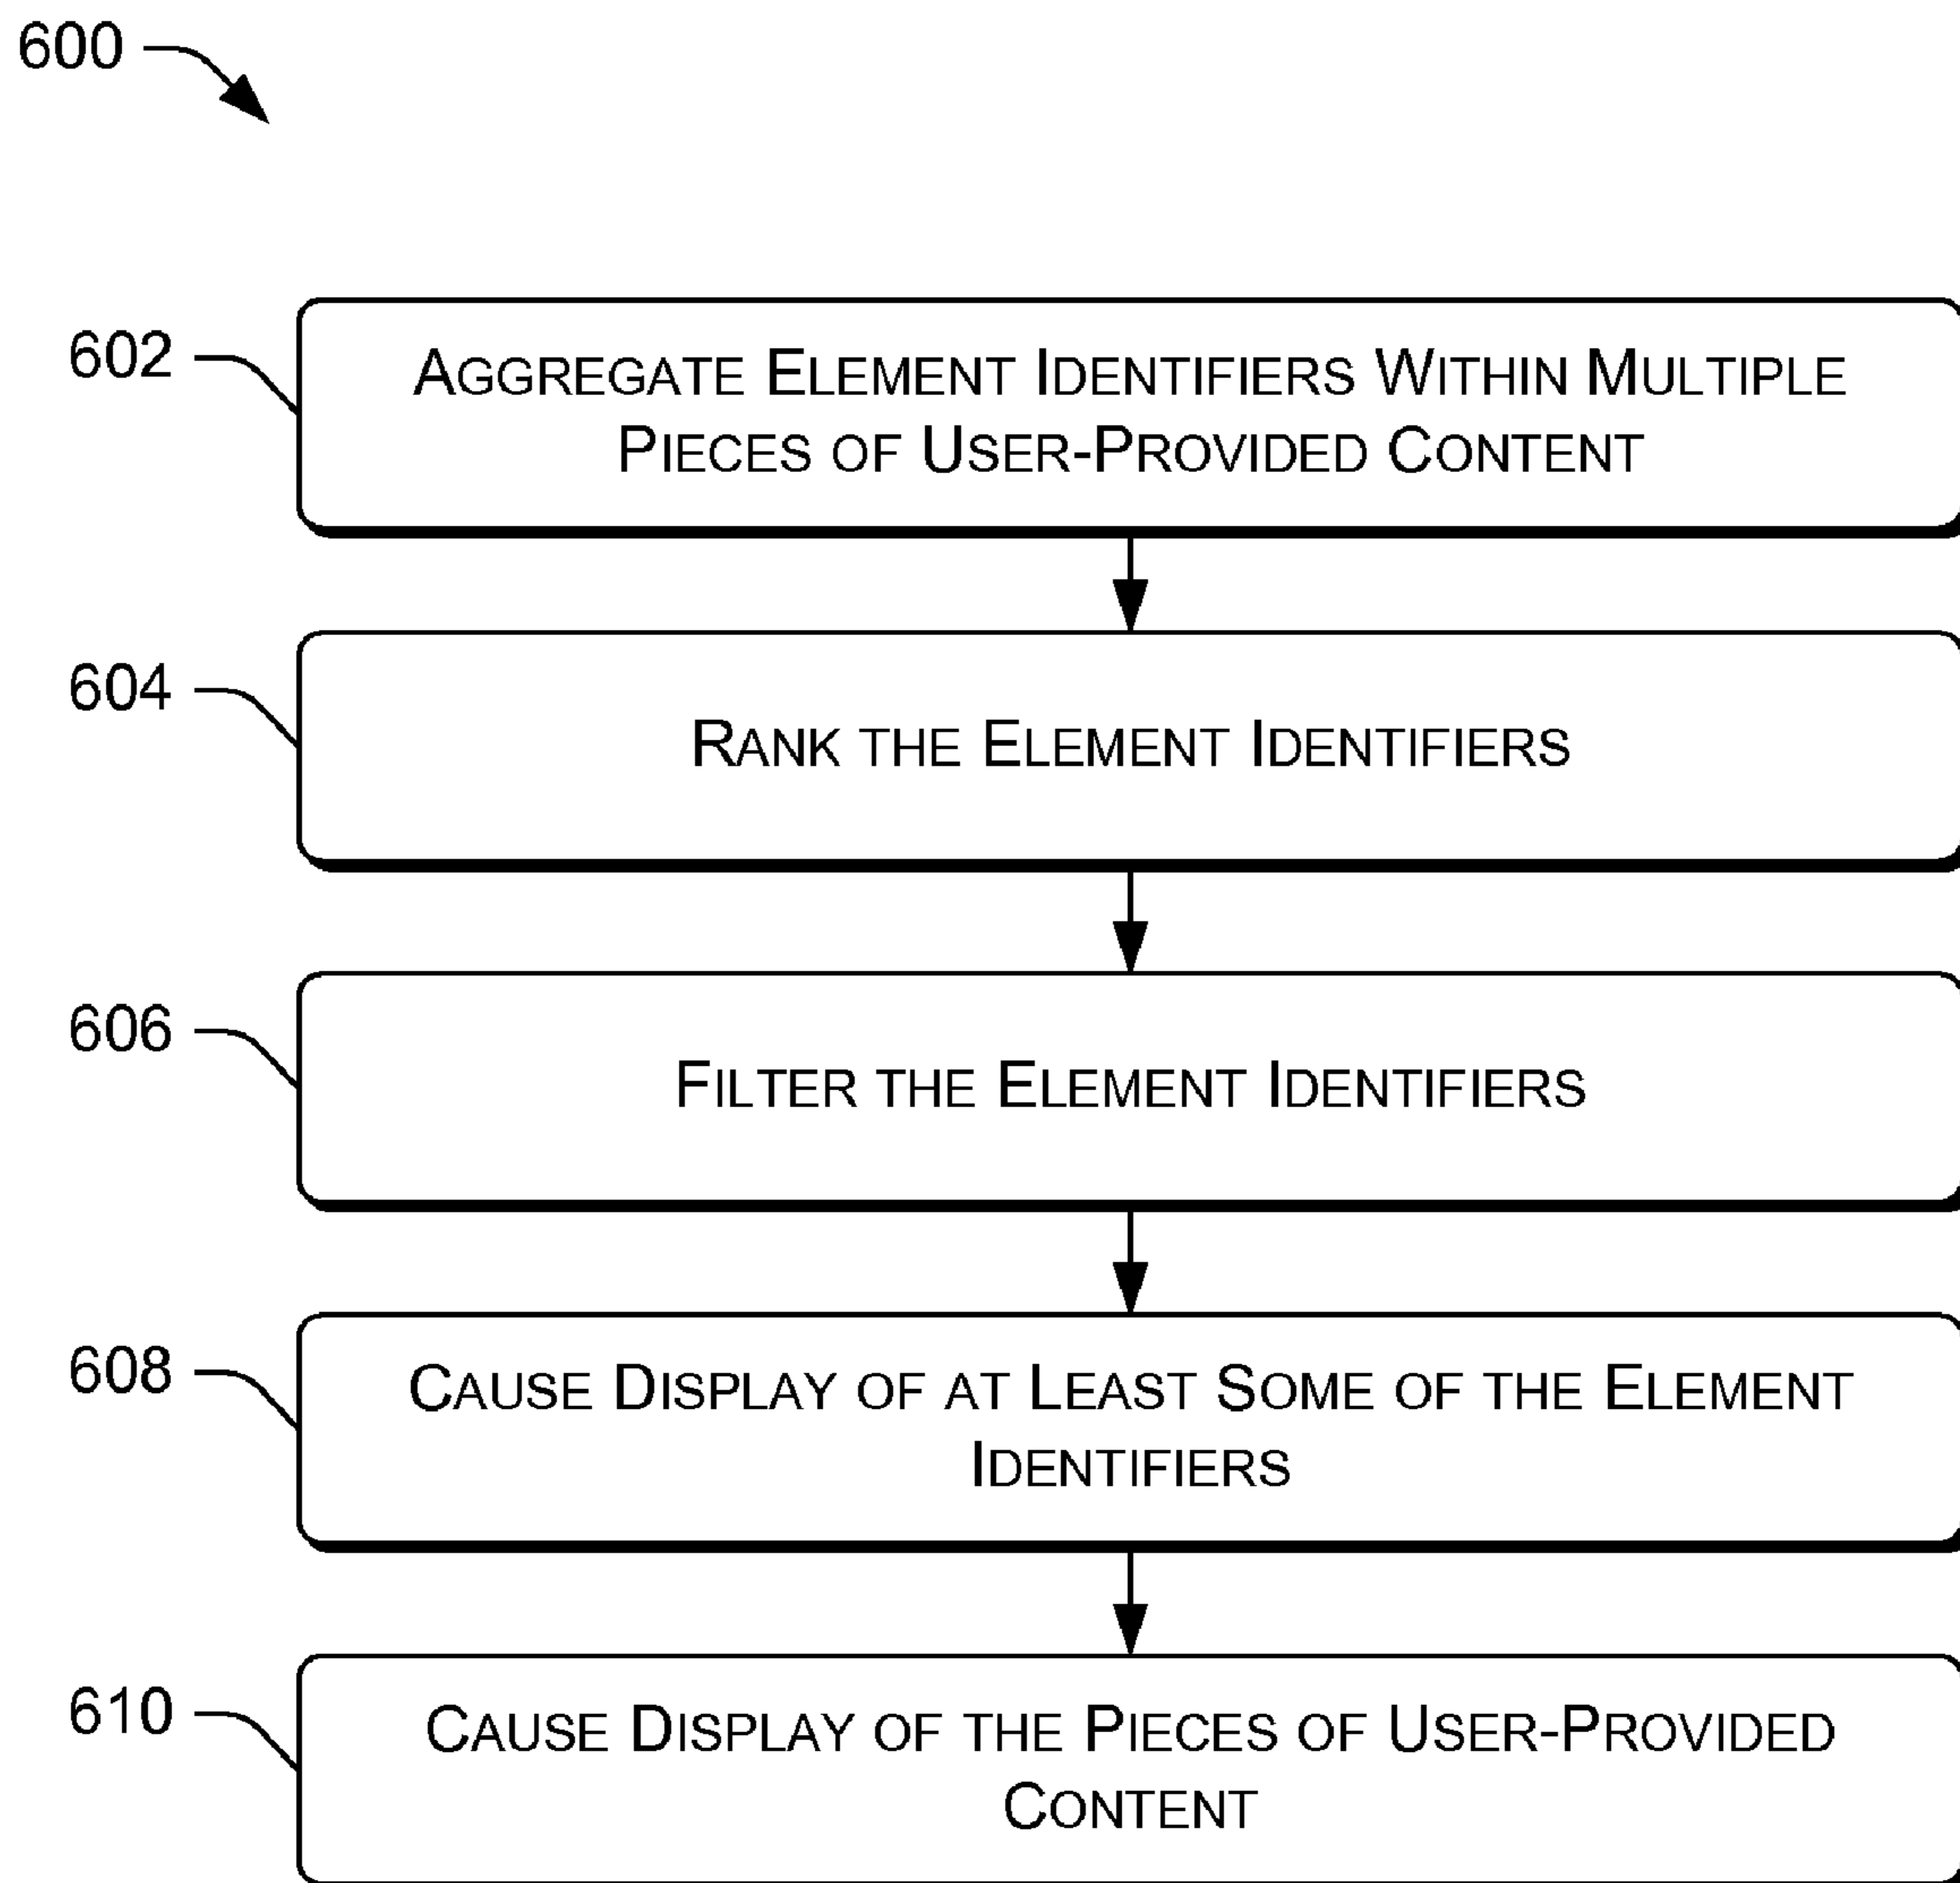 600
602
AGGREGATE ELEMENT IDENTIFIERS WITHIN MULTIPLE
PIECES OF USER-PROVIDED CONTENT
604
RANK THE ELEMENT IDENTIFIERS
606
FILTER THE ELEMENT IDENTIFIERS
608
CAUSE DISPLAY OF AT LEAST SOME OF THE ELEMENT
IDENTIFIERS
610
CAUSE DISPLAY OF THE PIECES OF USER-PROVIDED
CONTENT